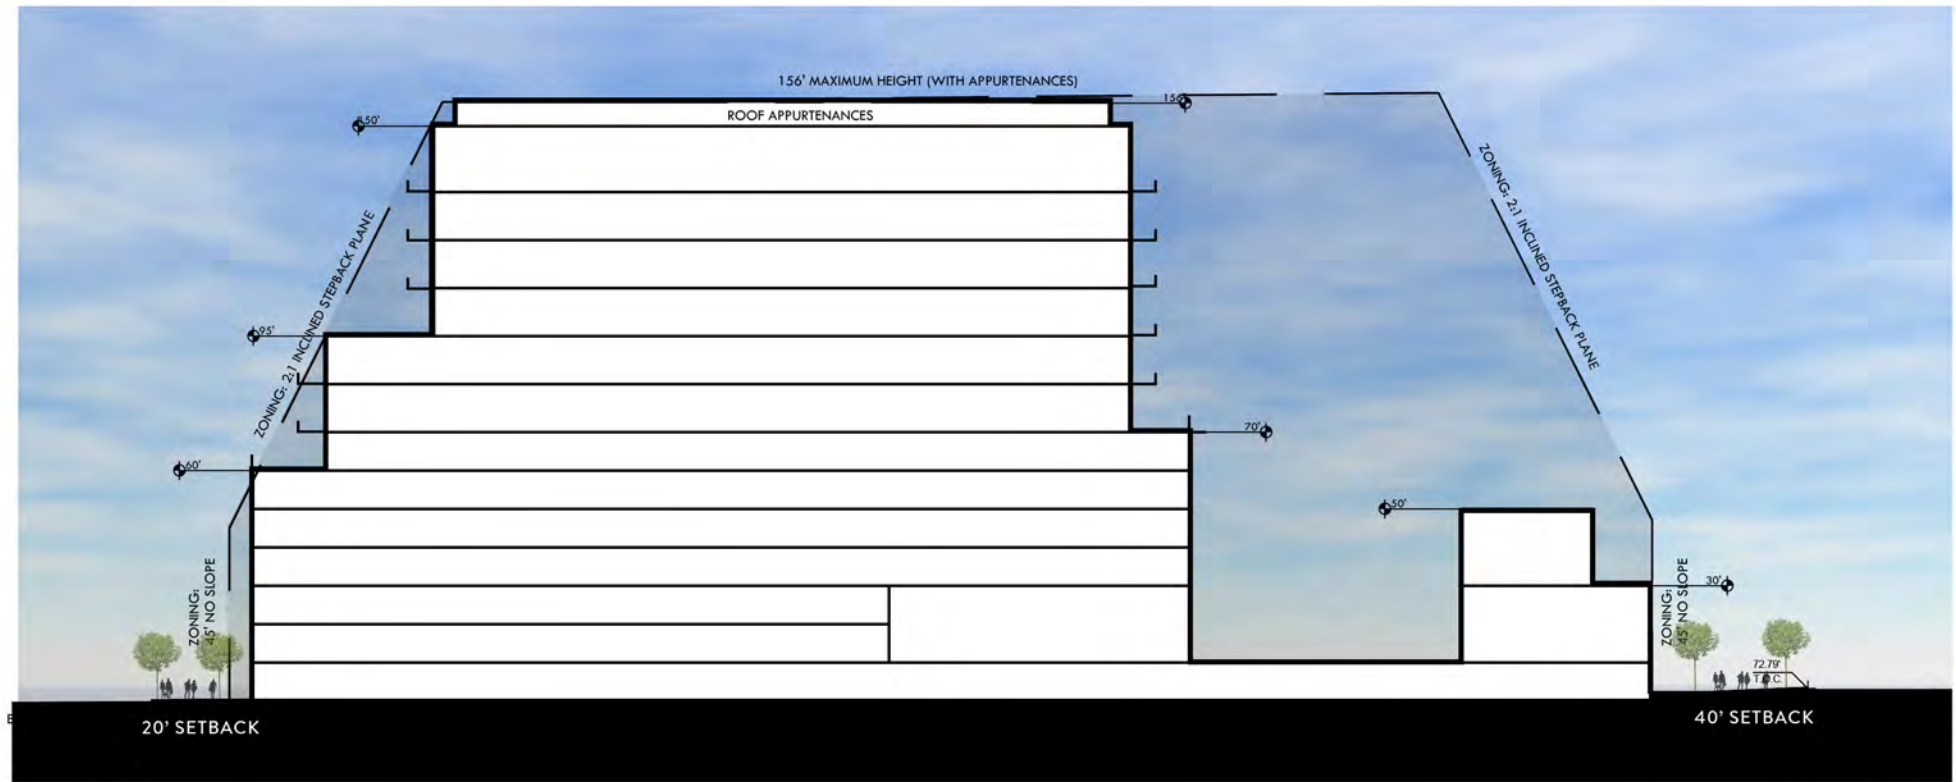 156' MAXIMUM HEIGHT (WITH APPURTENANCES)
156'
ROOF APPURTENANCES
ZONING: 2:1 INCLINED STEPBACK PLANE
ZONING: 2:1 INCLINED STEPBACK PLANE
95'
70'
60'
50'
ZONING:
45' NO SLOPE
ZONING:
45' NO SLOPE
30'
72.79'
T.O.C.
20' SETBACK
40' SETBACK